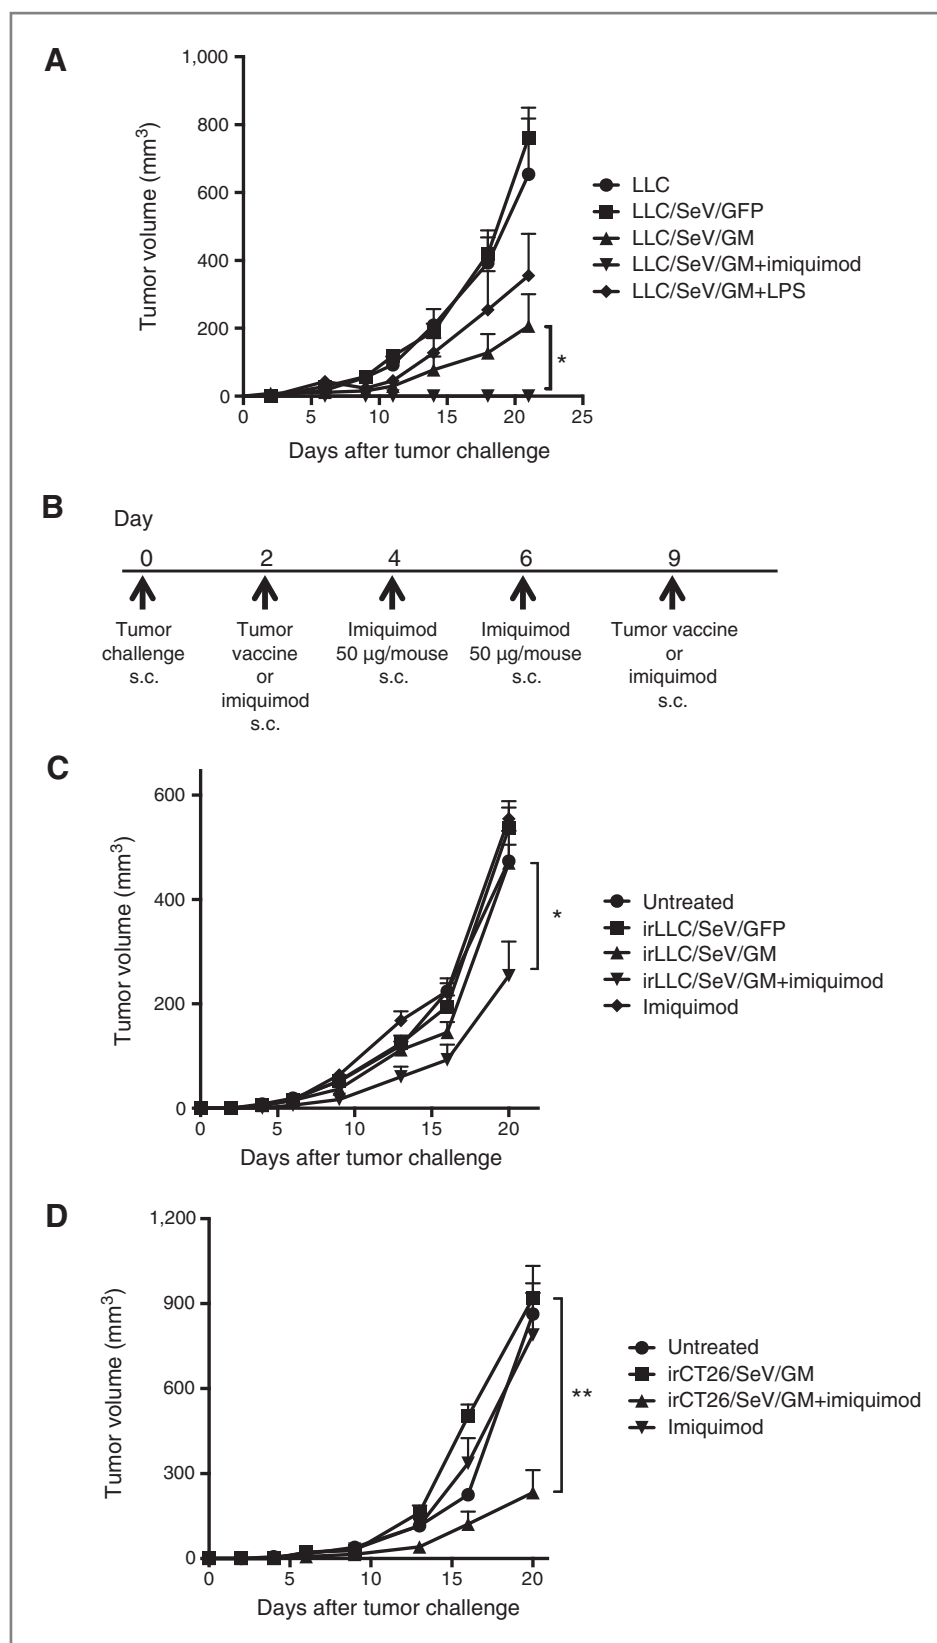 A
1,000
800
600
400
200
0
Tumor volume (mm3)
0 5 10 15 20 25
Days after tumor challenge
*
LLC
LLC/SeV/GFP
LLC/SeV/GM
LLC/SeV/GM+imiquimod
LLC/SeV/GM+LPS
B
Day
0 2 4 6 9
Tumor
challenge
s.c.
Tumor
vaccine
or
imiquimod
s.c.
Imiquimod
50 µg/mouse
s.c.
Imiquimod
50 µg/mouse
s.c.
Tumor vaccine
or
imiquimod
s.c.
C
600
400
200
0
Tumor volume (mm3)
0 5 10 15 20
Days after tumor challenge
*
Untreated
irLLC/SeV/GFP
irLLC/SeV/GM
irLLC/SeV/GM+imiquimod
Imiquimod
D
1,200
900
600
300
0
Tumor volume (mm3)
0 5 10 15 20
Days after tumor challenge
**
Untreated
irCT26/SeV/GM
irCT26/SeV/GM+imiquimod
Imiquimod